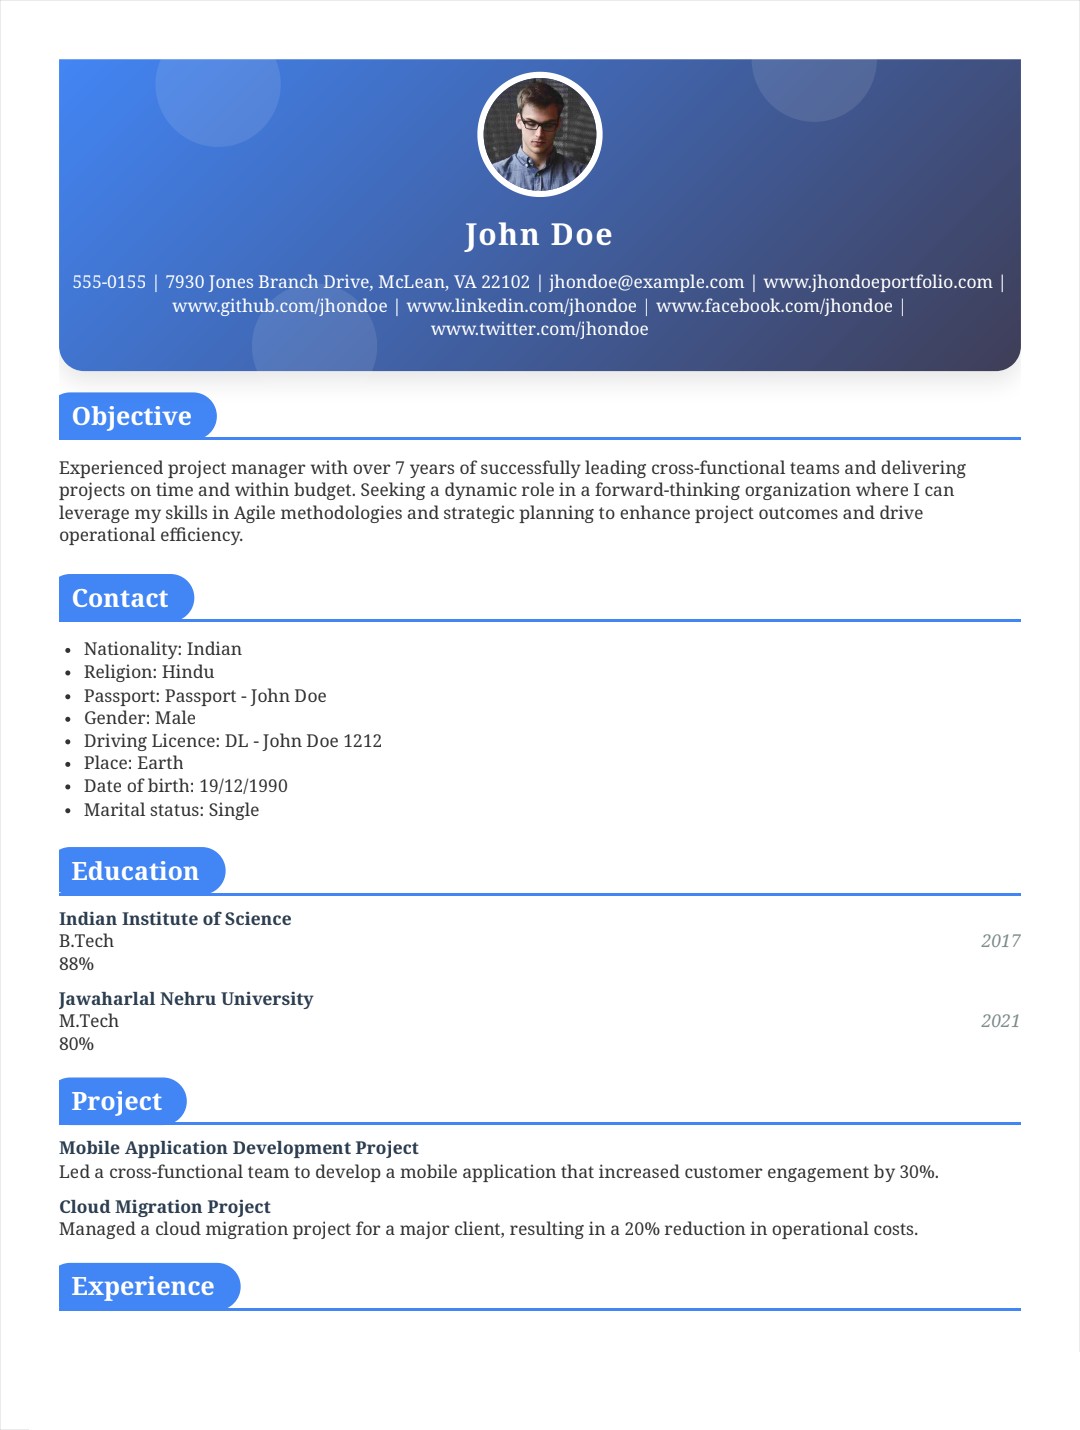 John Doe
555-0155 | 7930 Jones Branch Drive, McLean, VA 22102 | jhondoe@example.com | www.jhondoeportfolio.com |
www.github.com/jhondoe | www.linkedin.com/jhondoe | www.facebook.com/jhondoe |
www.twitter.com/jhondoe
Objective
Experienced project manager with over 7 years of successfully leading cross-functional teams and delivering
projects on time and within budget. Seeking a dynamic role in a forward-thinking organization where I can
leverage my skills in Agile methodologies and strategic planning to enhance project outcomes and drive
operational efficiency.
Contact
• Nationality: Indian
• Religion: Hindu
• Passport: Passport - John Doe
• Gender: Male
• Driving Licence: DL - John Doe 1212
• Place: Earth
• Date of birth: 19/12/1990
• Marital status: Single
Education
Indian Institute of Science
B.Tech 2017
88%
Jawaharlal Nehru University
M.Tech 2021
80%
Project
Mobile Application Development Project
Led a cross-functional team to develop a mobile application that increased customer engagement by 30%.
Cloud Migration Project
Managed a cloud migration project for a major client, resulting in a 20% reduction in operational costs.
Experience